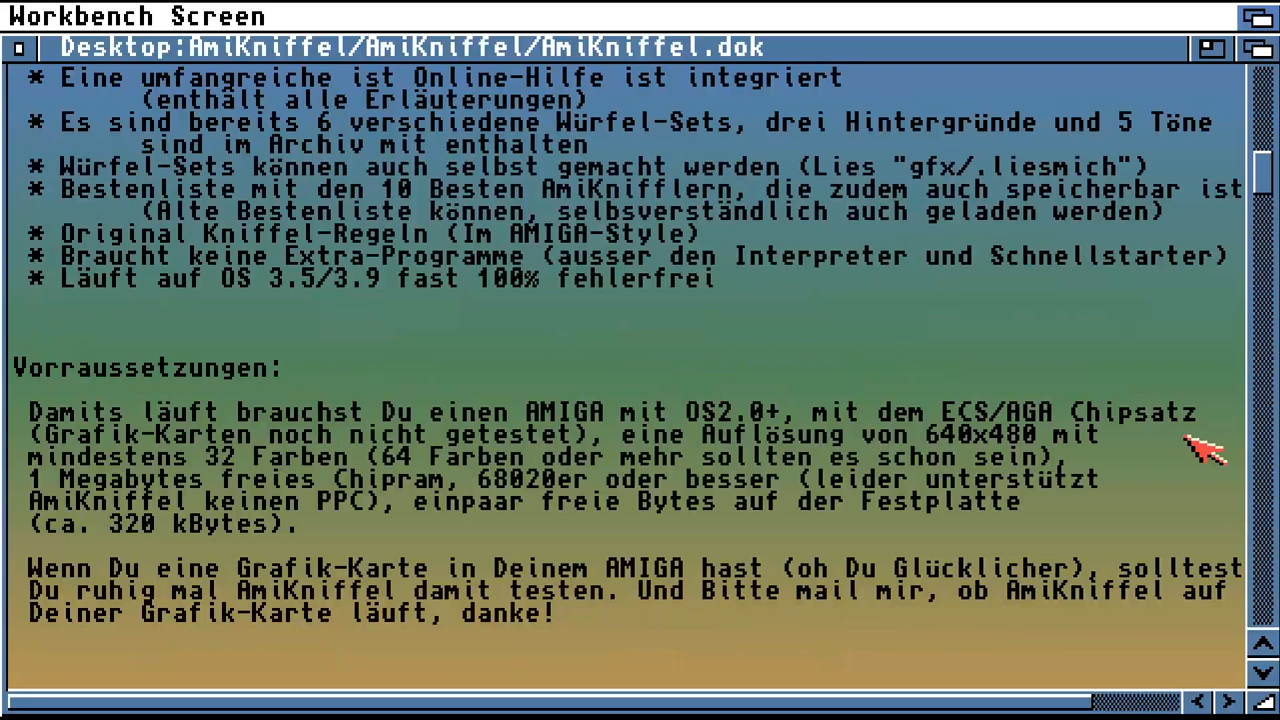 Workbench Screen
Desktop:AmiKniffel/AmiKniffel/AmiKniffel.dok
* Eine umfangreiche ist Online-Hilfe ist integriert
(enthält alle Erläuterungen)
* Es sind bereits 6 verschiedene Würfel-Sets, drei Hintergründe und 5 Töne
sind im Archiv mit enthalten
* Würfel-Sets können auch selbst gemacht werden (Lies "gfx/.liesmich")
* Bestenliste mit den 10 Besten AmiKnifflern, die zudem auch speicherbar ist
(Alte Bestenliste können, selbsverständlich auch geladen werden)
* Original Kniffel-Regeln (Im AMIGA-Style)
* Braucht keine Extra-Programme (ausser den Interpreter und Schnellstarter)
* Läuft auf OS 3.5/3.9 fast 100% fehlerfrei
Vorraussetzungen:
Damits läuft brauchst Du einen AMIGA mit OS2.0+, mit dem ECS/AGA Chipsatz
(Grafik-Karten noch nicht getestet), eine Auflösung von 640x480 mit
mindestens 32 Farben (64 Farben oder mehr sollten es schon sein),
1 Megabytes freies Chipram, 68020er oder besser (leider unterstützt
AmiKniffel keinen PPC), einpaar freie Bytes auf der Festplatte
(ca. 320 kBytes).
Wenn Du eine Grafik-Karte in Deinem AMIGA hast (oh Du Glücklicher), solltest
Du ruhig mal AmiKniffel damit testen. Und Bitte mail mir, ob AmiKniffel auf
Deiner Grafik-Karte läuft, danke!